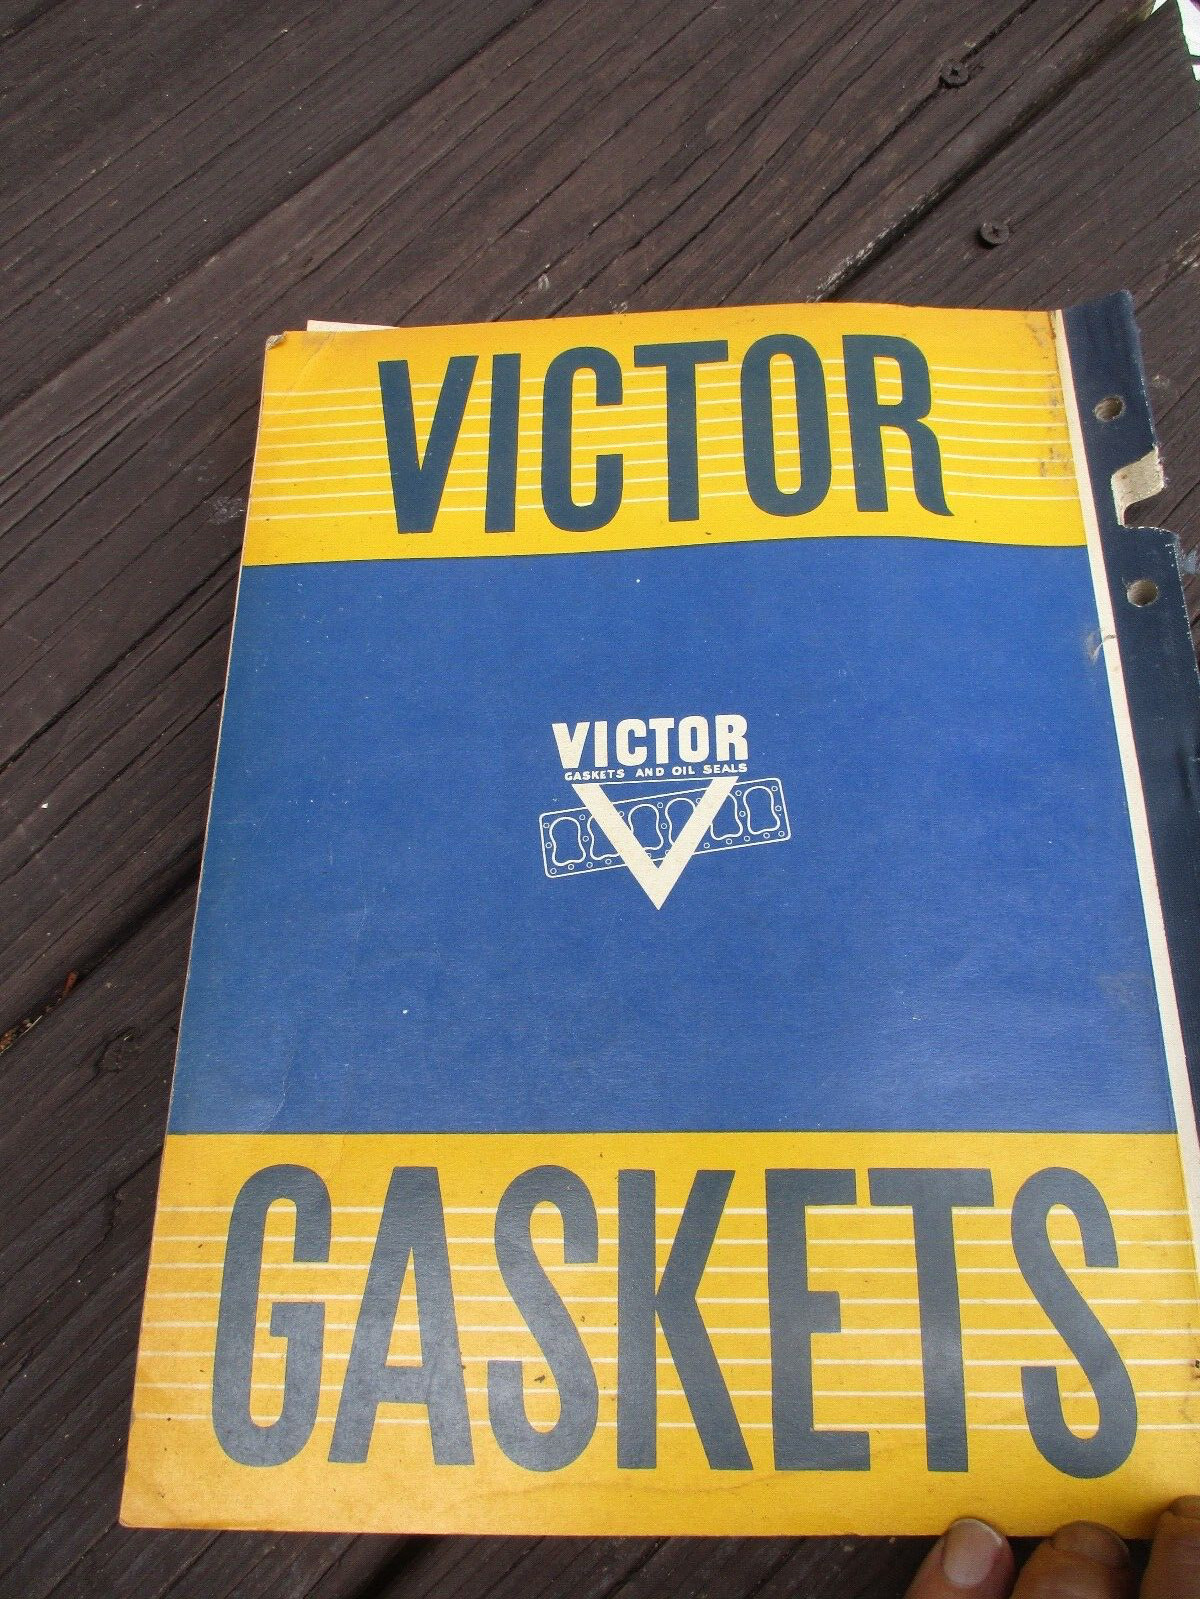 VICTOR
VICTOR
GASKETS AND OIL SEALS
GASKETS